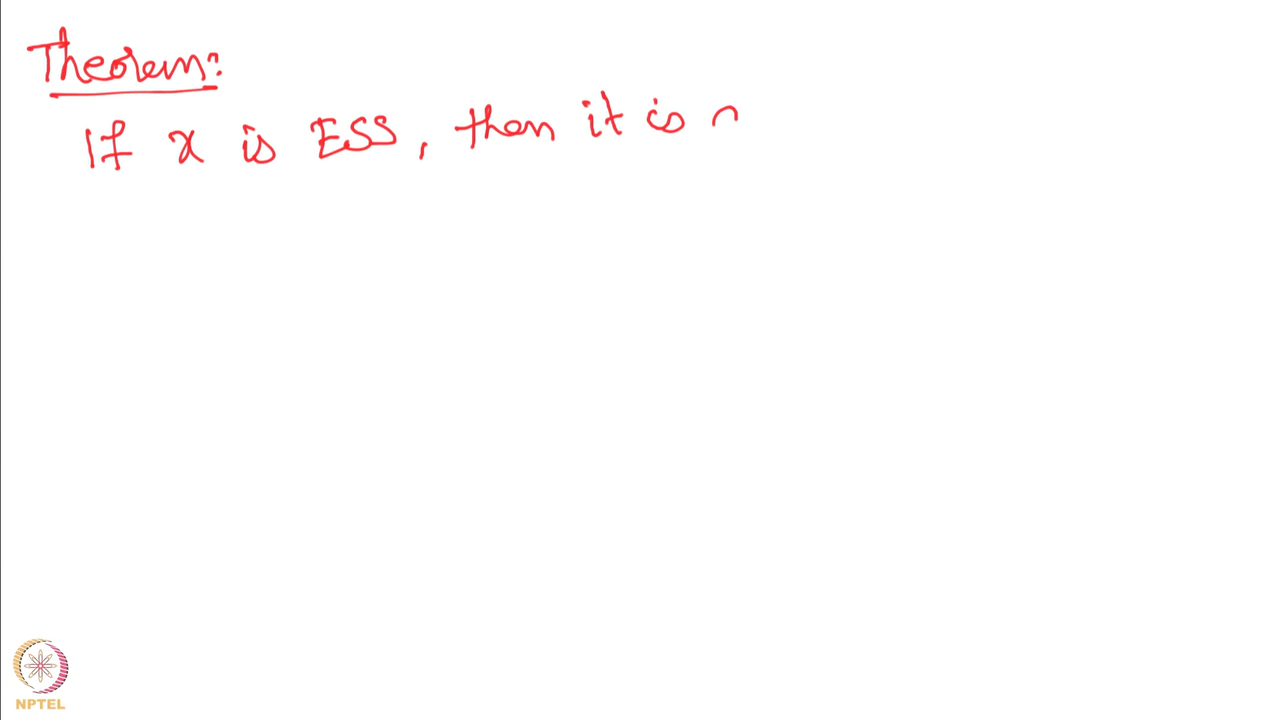 Theorem:
If x is ESS, then it is
NPTEL